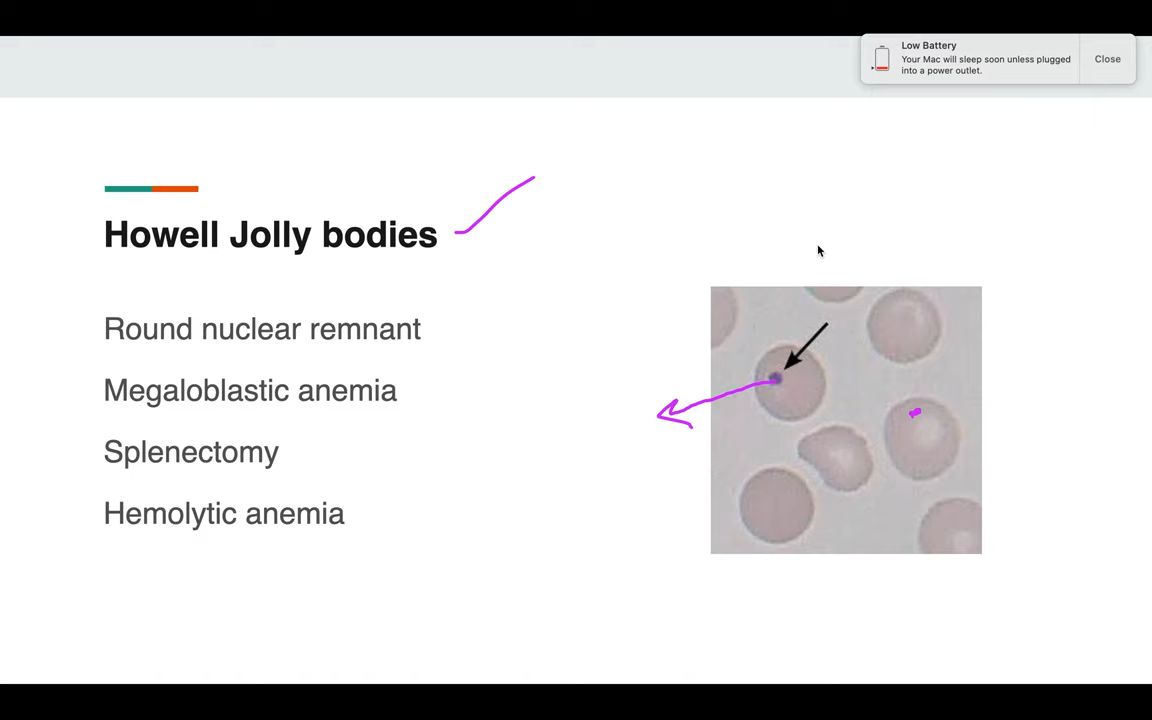 Low Battery
Your Mac will sleep soon unless plugged
into a power outlet.
Close
Howell Jolly bodies
Round nuclear remnant
Megaloblastic anemia
Splenectomy
Hemolytic anemia